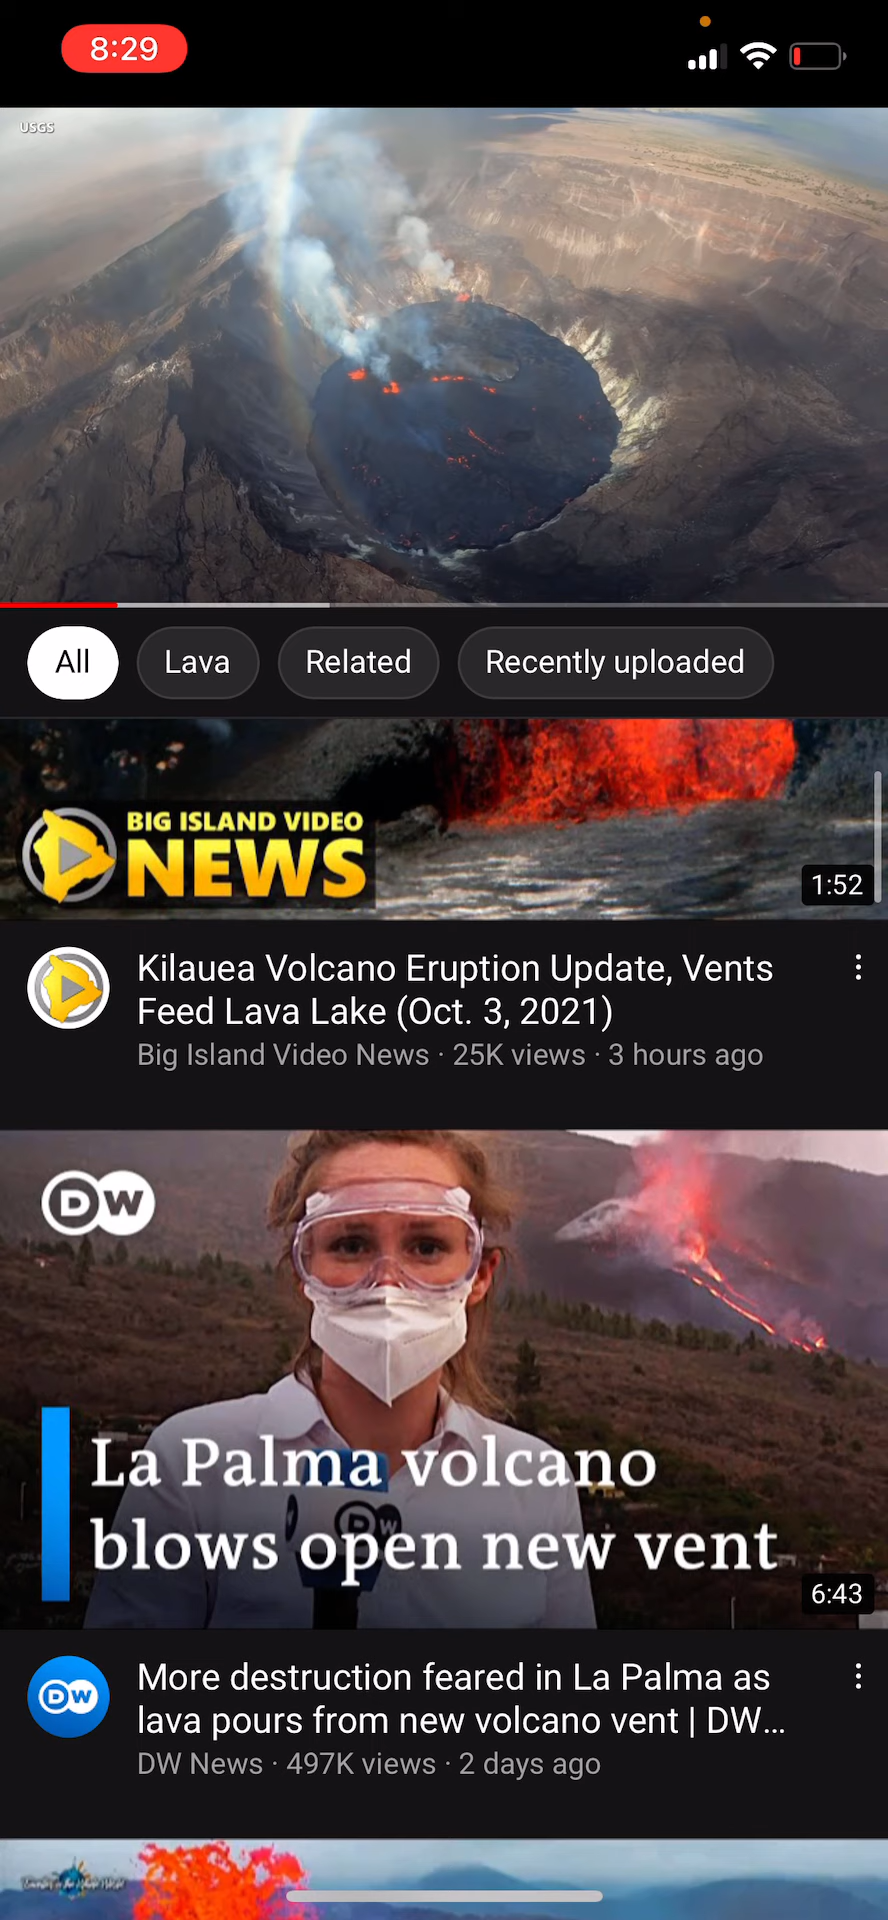 8:29
USGS
All
Lava
Related
Recently uploaded
BIG ISLAND VIDEO
NEWS
1:52
Kilauea Volcano Eruption Update, Vents
Feed Lava Lake (Oct. 3, 2021)
Big Island Video News · 25K views · 3 hours ago
DW
DW
La Palma volcano
blows open new vent
6:43
DW
More destruction feared in La Palma as
lava pours from new volcano vent | DW...
DW News · 497K views · 2 days ago